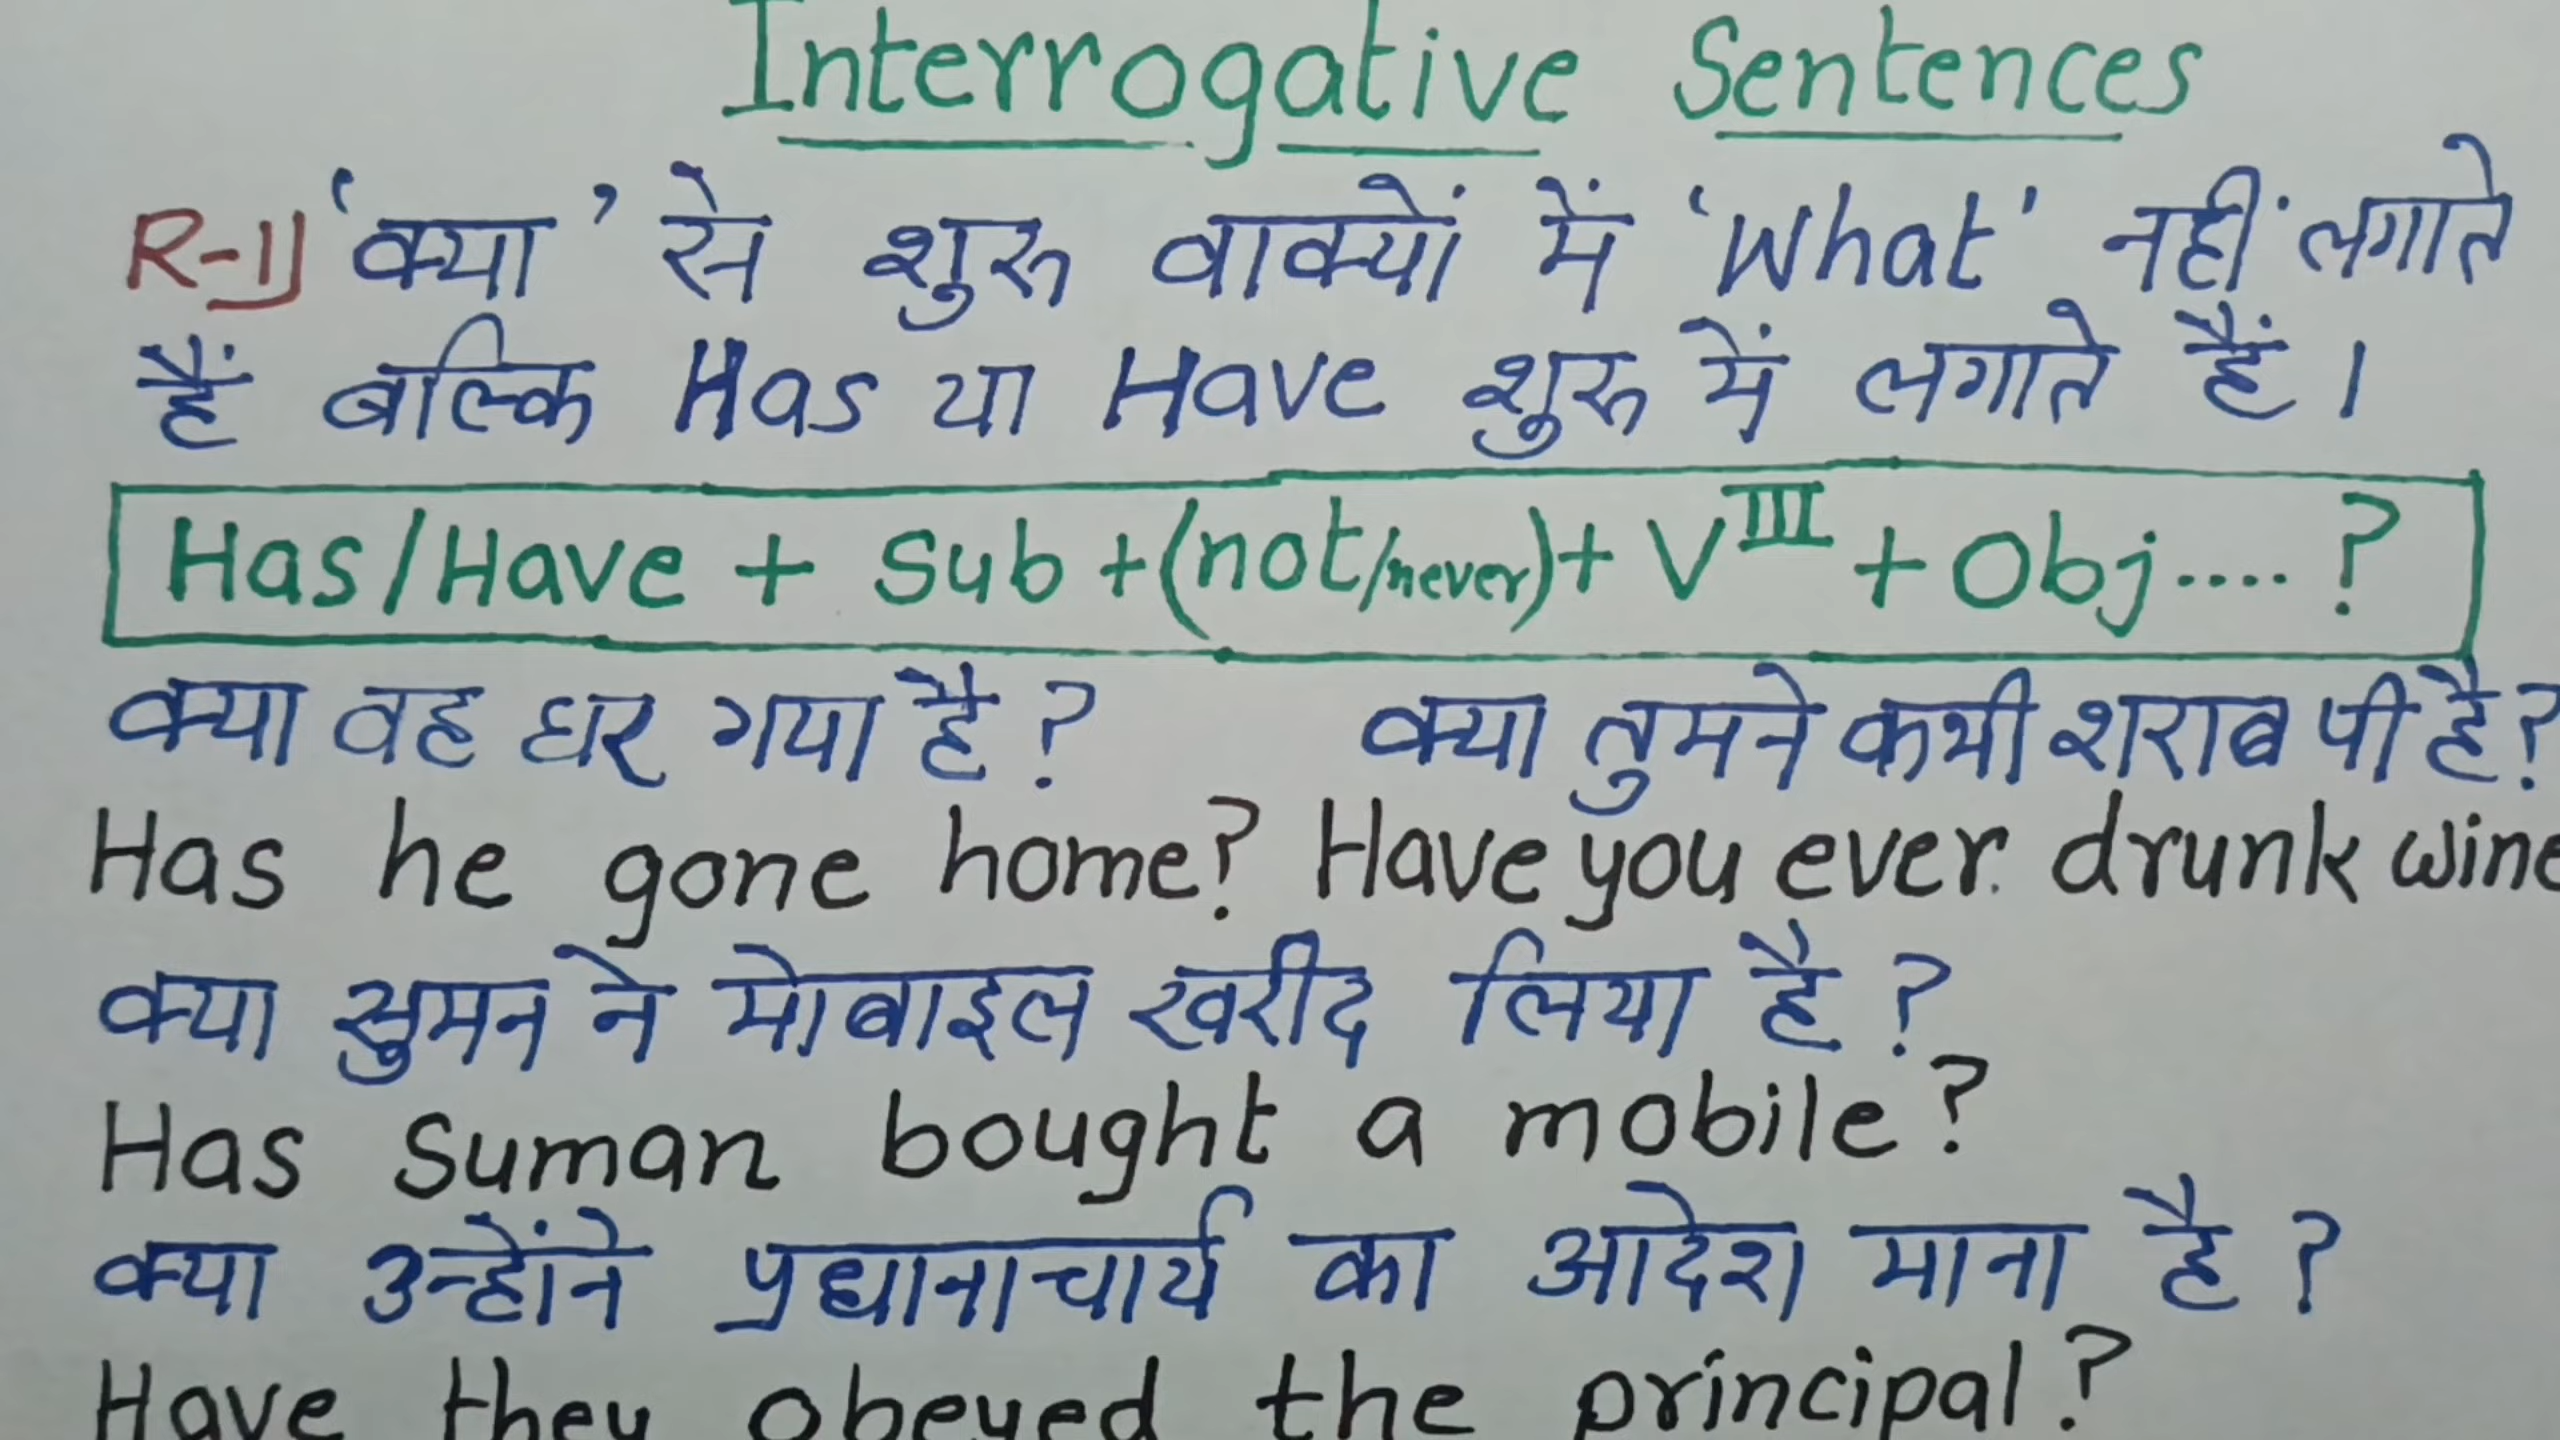 Interrogative Sentences
R-1) 'क्या' से शुरू वाक्यों में 'What' नहीं लगाते
हैं बल्कि Has या Have शुरू में लगाते हैं।
Has/Have + Sub +(not/never)+ V^III + Obj....?
क्या वह घर गया है? क्या तुमने कभी शराब पी है?
Has he gone home? Have you ever drunk wine
क्या सुमन ने मोबाइल खरीद लिया है?
Has Suman bought a mobile?
क्या उन्होंने प्रधानाचार्य का आदेश माना है?
Have they obeyed the principal?